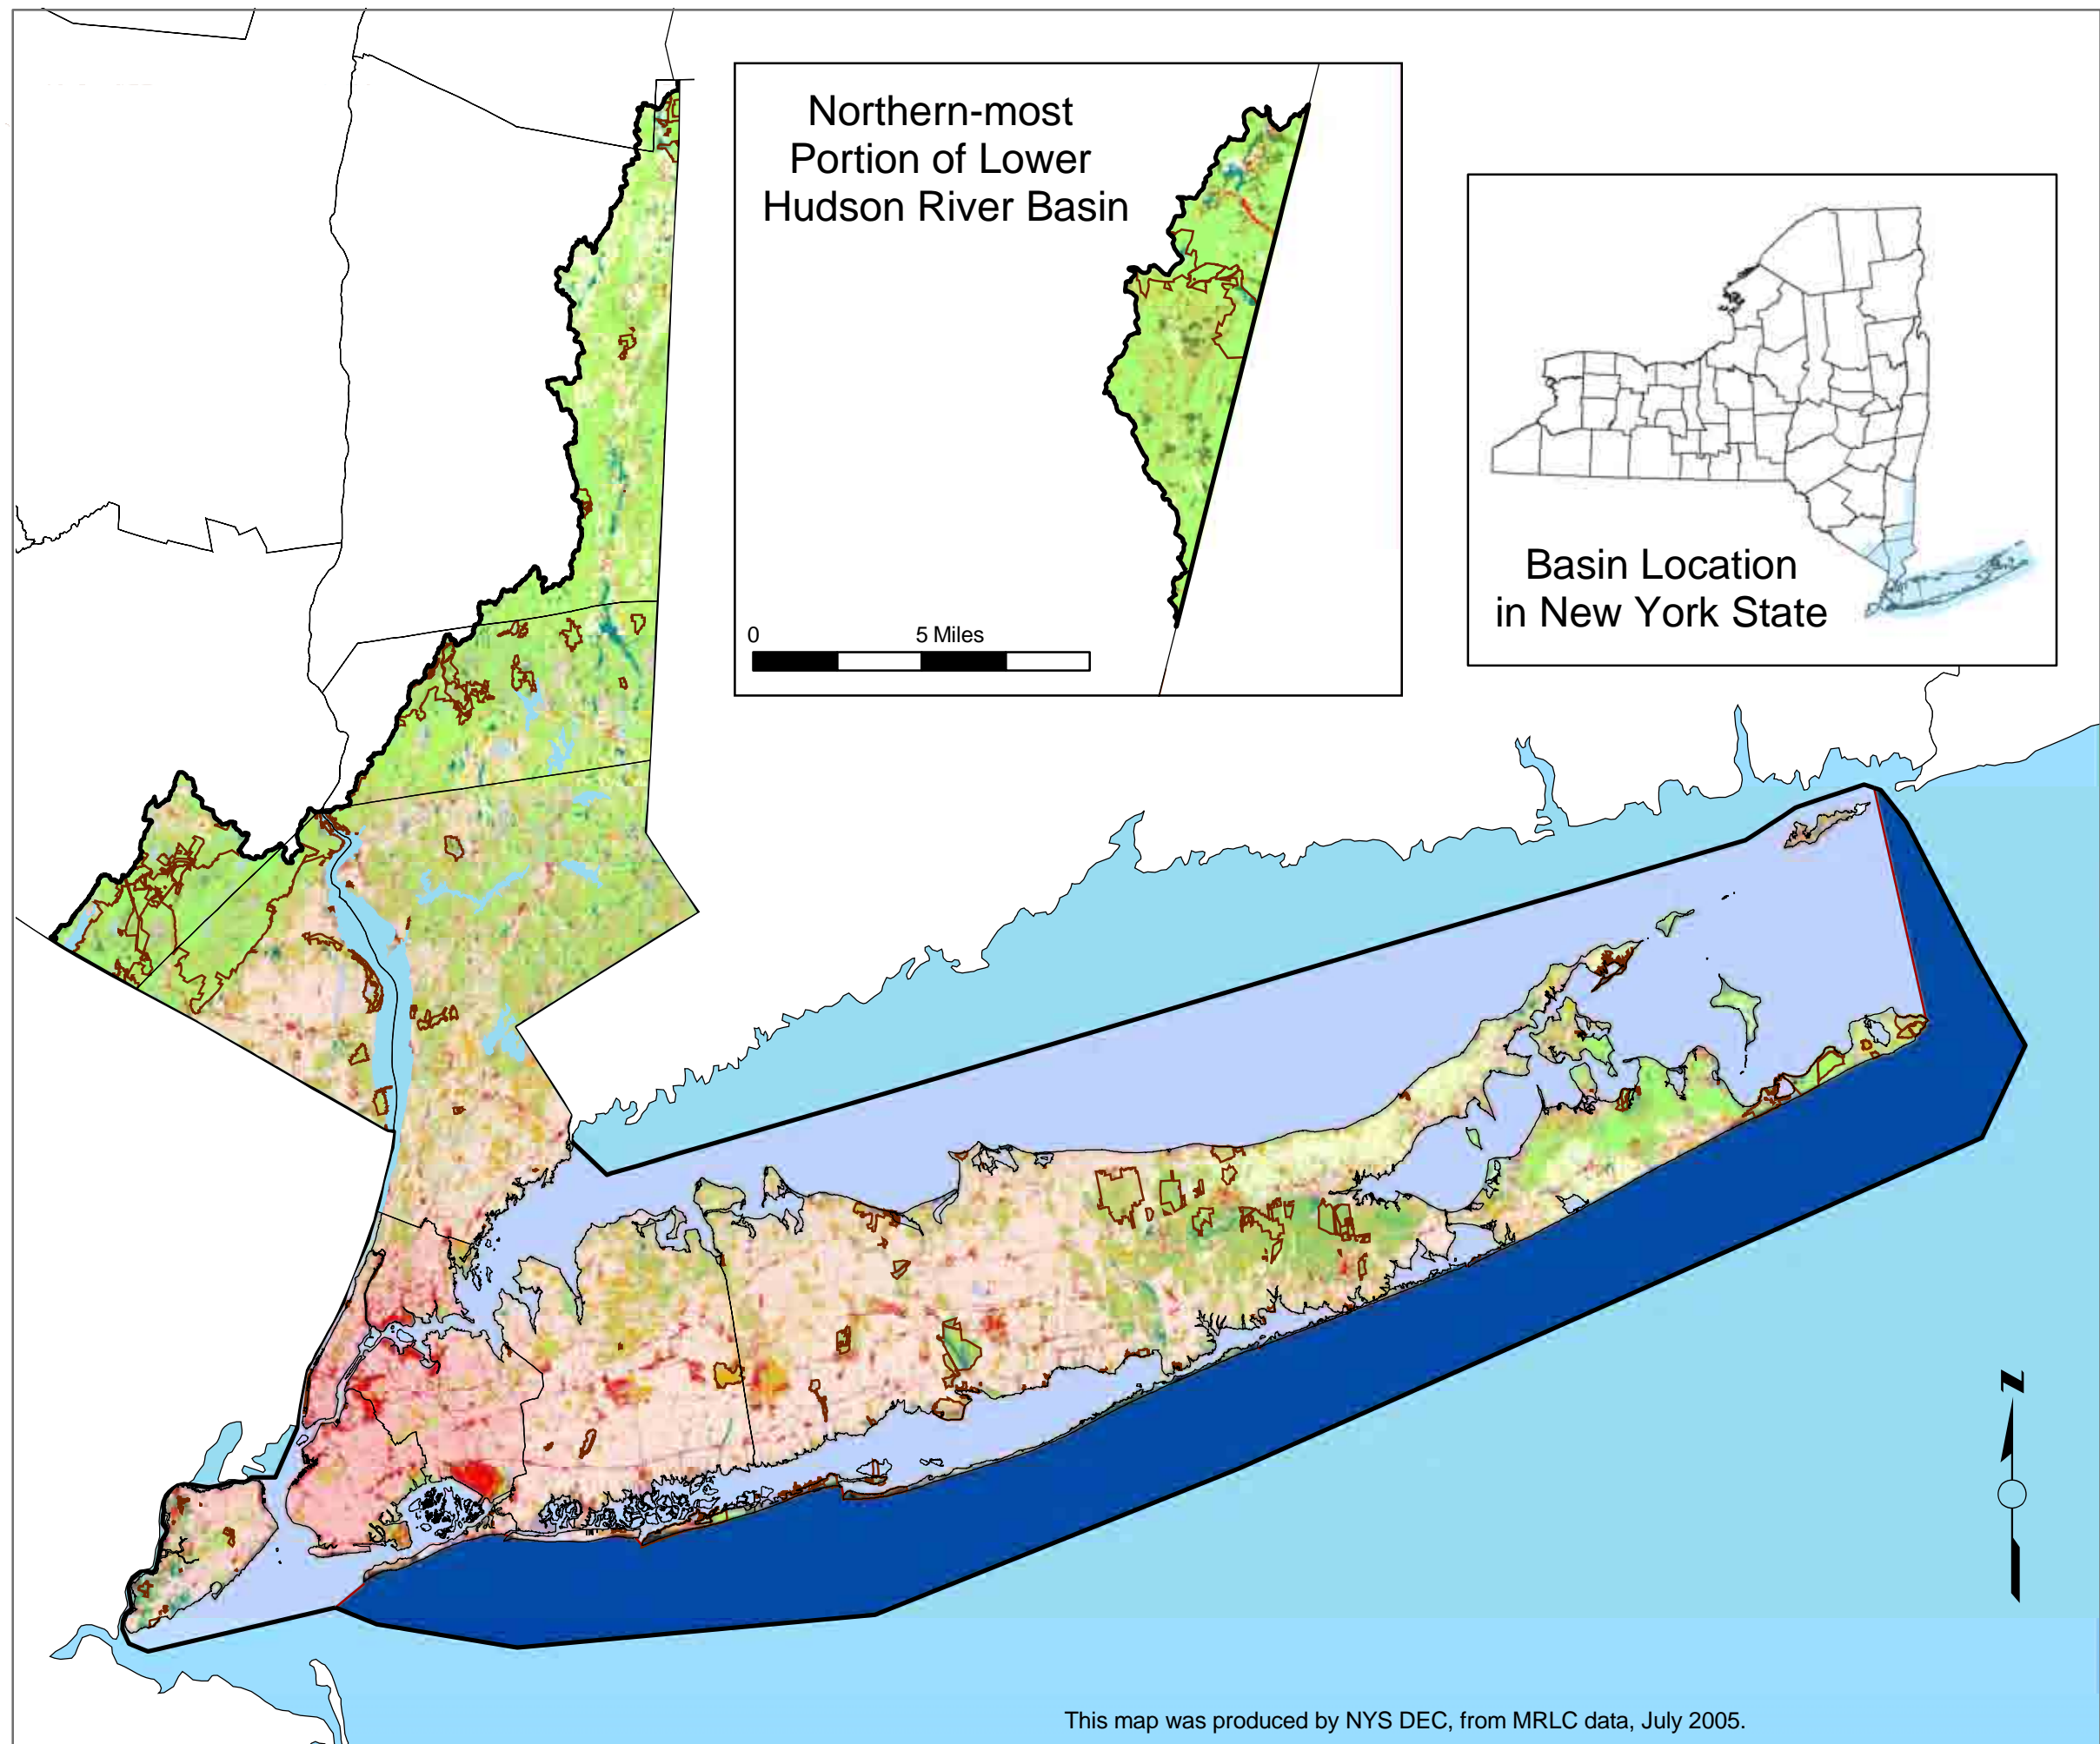 Northern-most
Portion of Lower
Hudson River Basin
0 5 Miles
Basin Location
in New York State
N
This map was produced by NYS DEC, from MRLC data, July 2005.